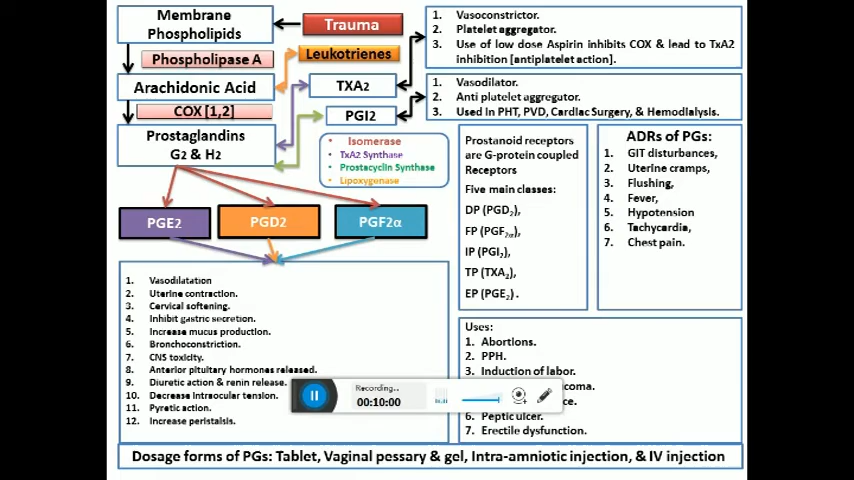 Membrane
Phospholipids
Trauma
Phospholipase A
Leukotrienes
Arachidonic Acid
TXA2
COX [1,2]
PGI2
Prostaglandins
G2 & H2
• Isomerase
• TxA2 Synthase
• Prostacyclin Synthase
• Lipoxygenase
PGE2
PGD2
PGF2α
1. Vasoconstrictor.
2. Platelet aggregator.
3. Use of low dose Aspirin inhibits COX & lead to TxA2
inhibition [antiplatelet action].
1. Vasodilator.
2. Anti platelet aggregator.
3. Used in PHT, PVD, Cardiac Surgery, & Hemodialysis.
Prostanoid receptors
are G-protein coupled
Receptors
Five main classes:
DP (PGD2),
FP (PGF2α),
IP (PGI2),
TP (TXA2),
EP (PGE2) .
ADRs of PGs:
1. GIT disturbances,
2. Uterine cramps,
3. Flushing,
4. Fever,
5. Hypotension
6. Tachycardia,
7. Chest pain.
1. Vasodilatation
2. Uterine contraction.
3. Cervical softening.
4. Inhibit gastric secretion.
5. Increase mucus production.
6. Bronchoconstriction.
7. CNS toxicity.
8. Anterior pituitary hormones released.
9. Diuretic action & renin release.
10. Decrease intraocular tension.
11. Pyretic action.
12. Increase peristalsis.
Uses:
1. Abortions.
2. PPH.
3. Induction of labor.
6. Peptic ulcer.
7. Erectile dysfunction.
Recording...
00:10:00
Dosage forms of PGs: Tablet, Vaginal pessary & gel, Intra-amniotic injection, & IV injection